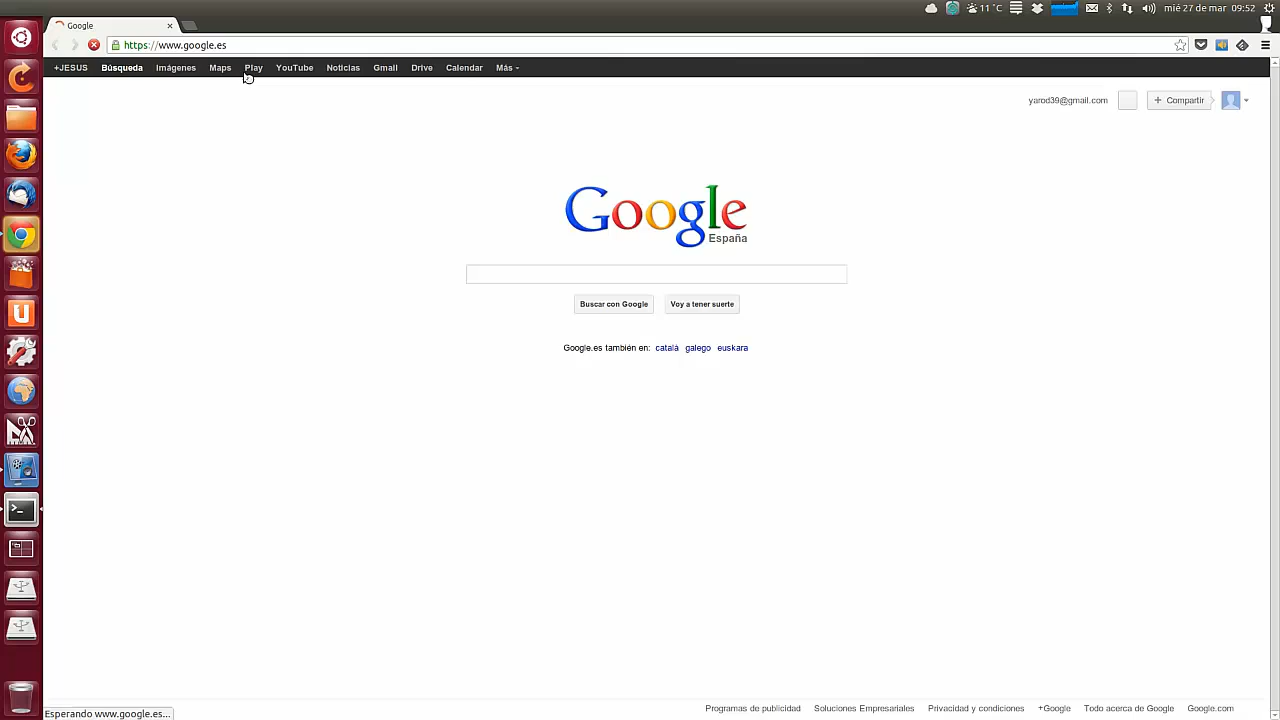 11 °C
mié 27 de mar 09:52
Google
https://www.google.es
+JESUS Búsqueda Imágenes Maps Play YouTube Noticias Gmail Drive Calendar Más
yarod39@gmail.com
+ Compartir
Google
España
Buscar con Google Voy a tener suerte
Google.es también en: català galego euskara
Programas de publicidad Soluciones Empresariales Privacidad y condiciones +Google Todo acerca de Google Google.com
Esperando www.google.es...